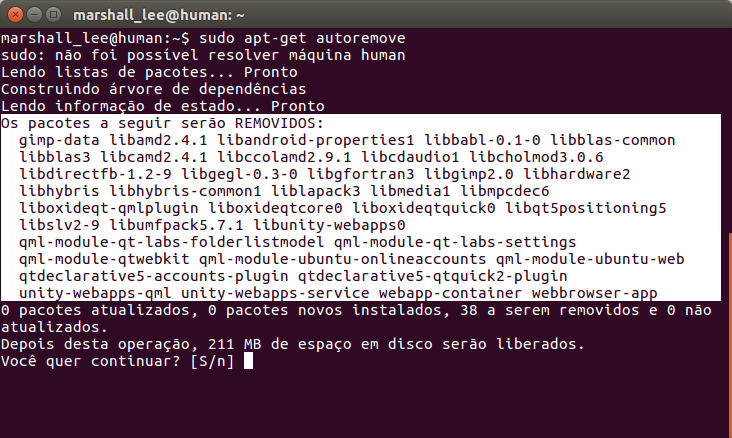 marshall_lee@human: ~
marshall_lee@human:~$ sudo apt-get autoremove
sudo: não foi possível resolver máquina human
Lendo listas de pacotes... Pronto
Construindo árvore de dependências
Lendo informação de estado... Pronto
Os pacotes a seguir serão REMOVIDOS:
gimp-data libamd2.4.1 libandroid-properties1 libbabl-0.1-0 libblas-common
libblas3 libcamd2.4.1 libccolamd2.9.1 libcdaudio1 libcholmod3.0.6
libdirectfb-1.2-9 libgegl-0.3-0 libgfortran3 libgimp2.0 libhardware2
libhybris libhybris-common1 liblapack3 libmedia1 libmpcdec6
liboxideqt-qmlplugin liboxideqtcore0 liboxideqtquick0 libqt5positioning5
libslv2-9 libumfpack5.7.1 libunity-webapps0
qml-module-qt-labs-folderlistmodel qml-module-qt-labs-settings
qml-module-qtwebkit qml-module-ubuntu-onlineaccounts qml-module-ubuntu-web
qtdeclarative5-accounts-plugin qtdeclarative5-qtquick2-plugin
unity-webapps-qml unity-webapps-service webapp-container webbrowser-app
0 pacotes atualizados, 0 pacotes novos instalados, 38 a serem removidos e 0 não
atualizados.
Depois desta operação, 211 MB de espaço em disco serão liberados.
Você quer continuar? [S/n]